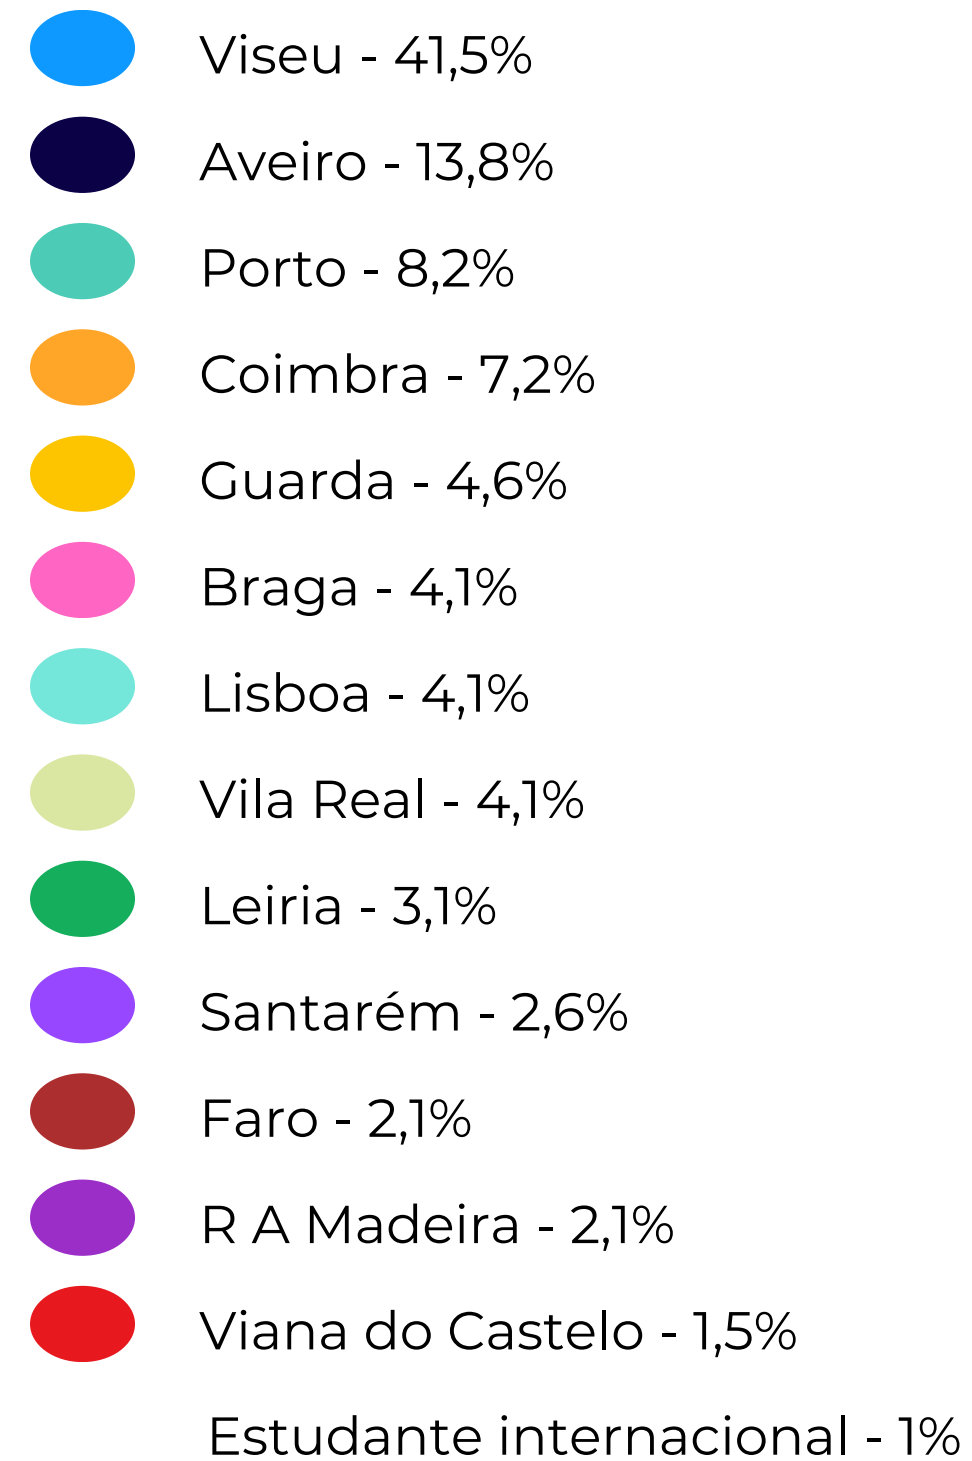 Viseu - 41,5%
Aveiro - 13,8%
Porto - 8,2%
Coimbra - 7,2%
Guarda - 4,6%
Braga - 4,1%
Lisboa - 4,1%
Vila Real - 4,1%
Leiria - 3,1%
Santarém - 2,6%
Faro - 2,1%
R A Madeira - 2,1%
Viana do Castelo - 1,5%
Estudante internacional - 1%